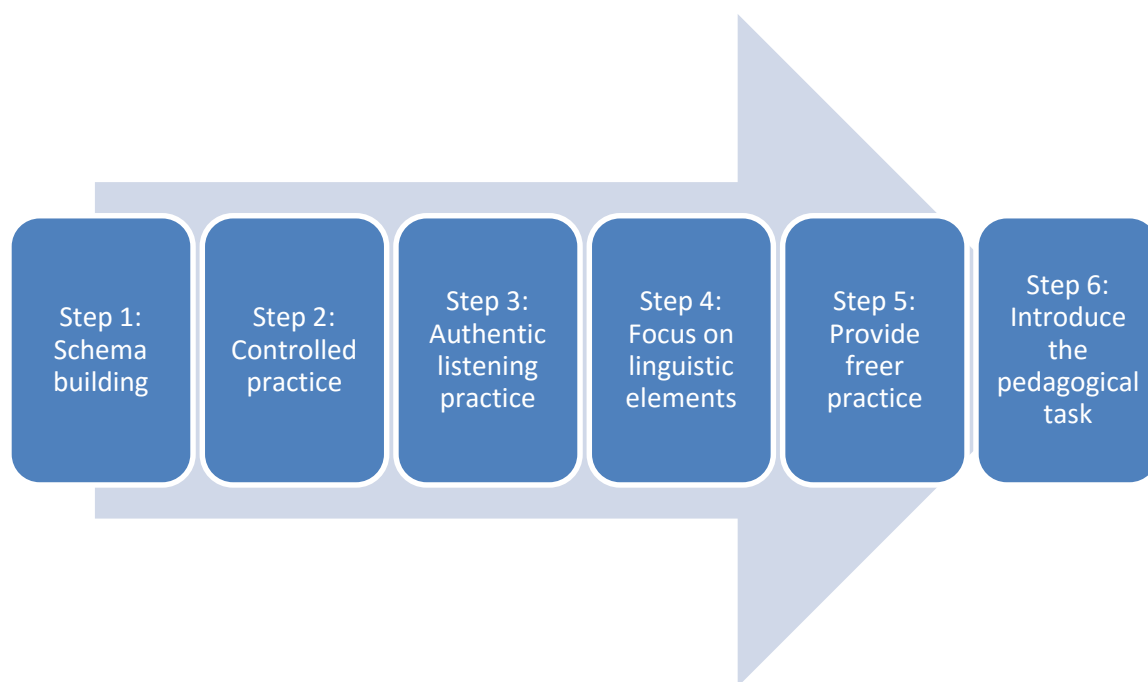 Step 1:
Schema
building
Step 2:
Controlled
practice
Step 3:
Authentic
listening
practice
Step 4:
Focus on
linguistic
elements
Step 5:
Provide
freer
practice
Step 6:
Introduce
the
pedagogical
task